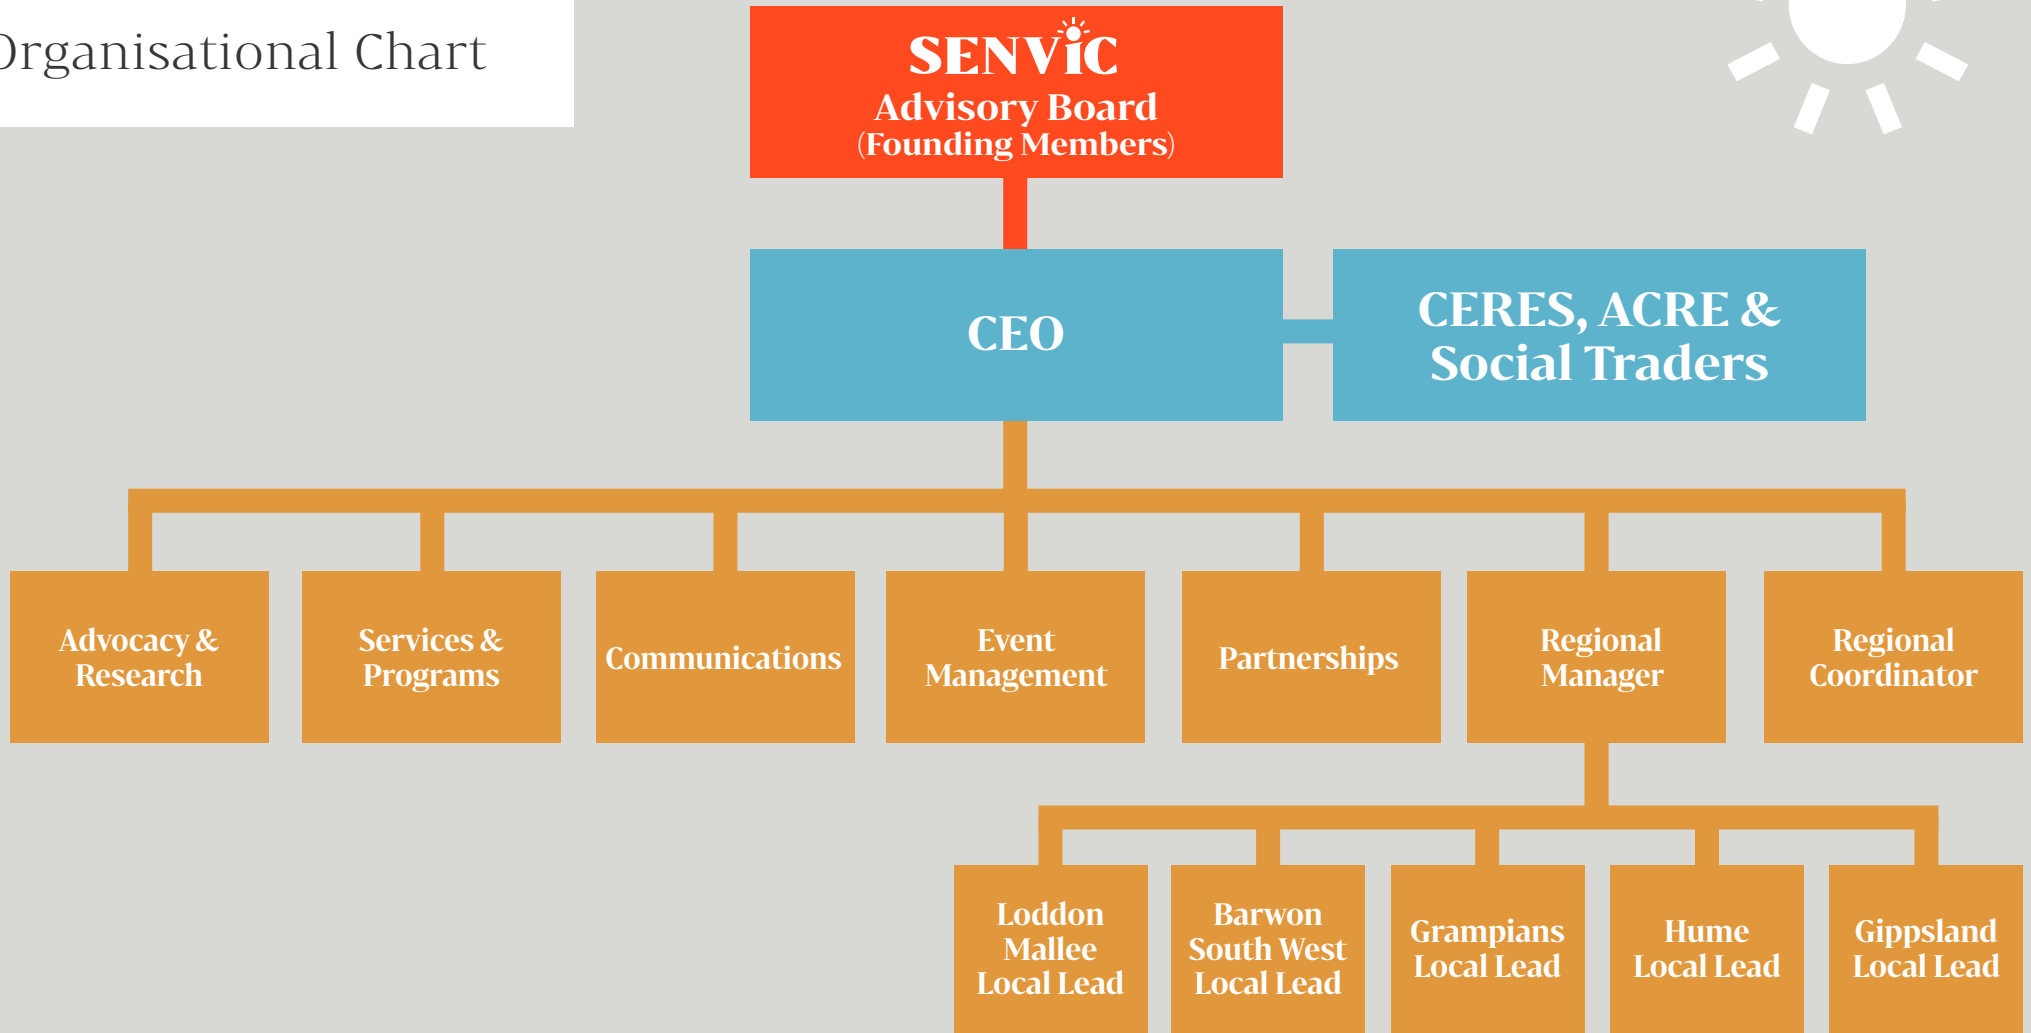 Organisational Chart
SENViC
Advisory Board
(Founding Members)
CEO
CERES, ACRE &
Social Traders
Advocacy &
Research
Services &
Programs
Communications
Event
Management
Partnerships
Regional
Manager
Regional
Coordinator
Loddon
Mallee
Local Lead
Barwon
South West
Local Lead
Grampians
Local Lead
Hume
Local Lead
Gippsland
Local Lead